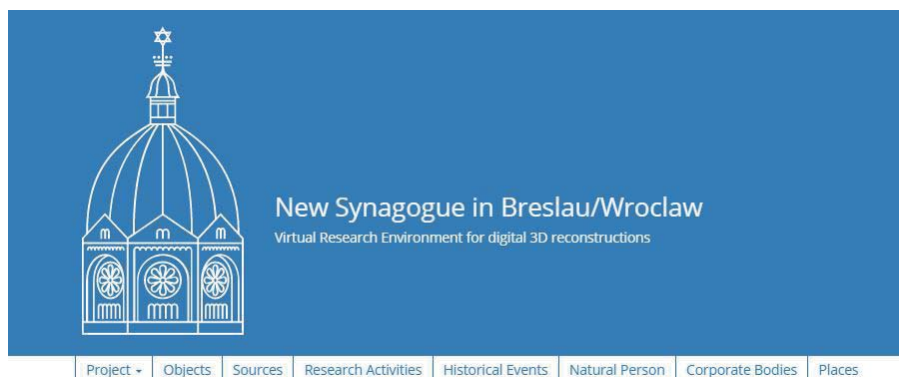 New Synagogue in Breslau/Wroclaw
Virtual Research Environment for digital 3D reconstructions
Project Objects Sources Research Activities Historical Events Natural Person Corporate Bodies Places